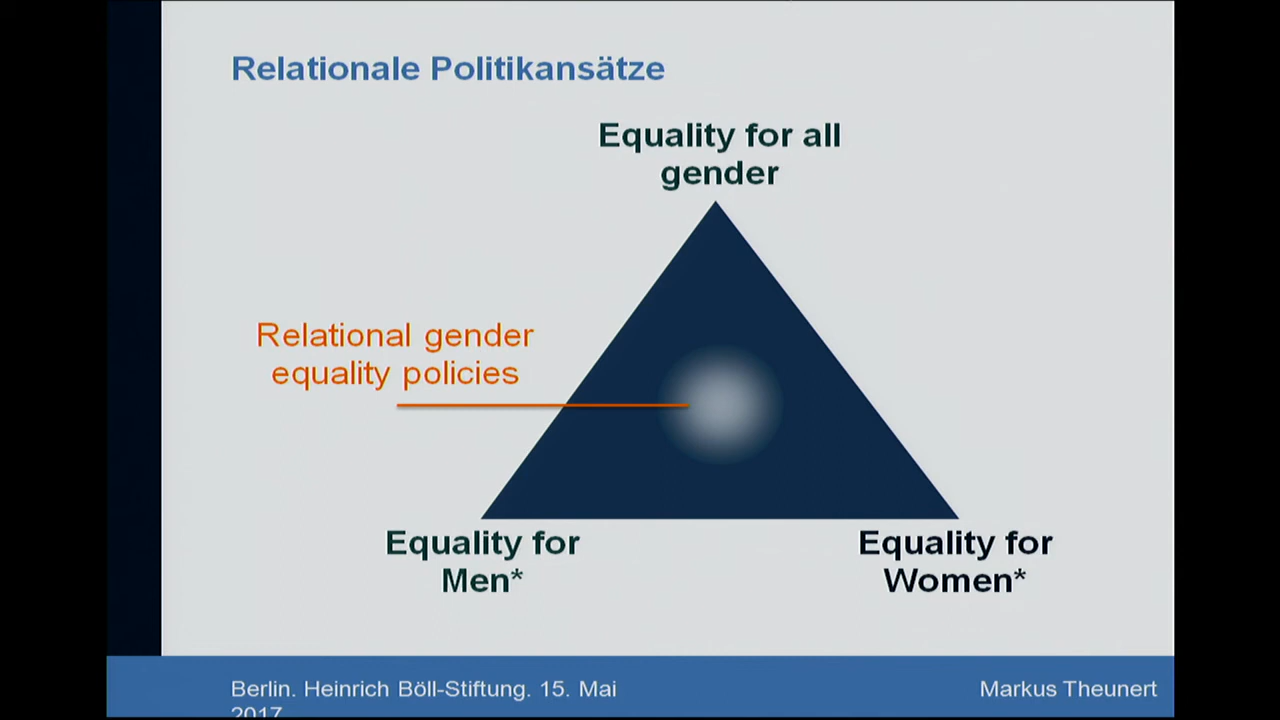 Relationale Politikansätze
Equality for all
gender
Relational gender
equality policies
Equality for
Men*
Equality for
Women*
Berlin. Heinrich Böll-Stiftung. 15. Mai
2017
Markus Theunert